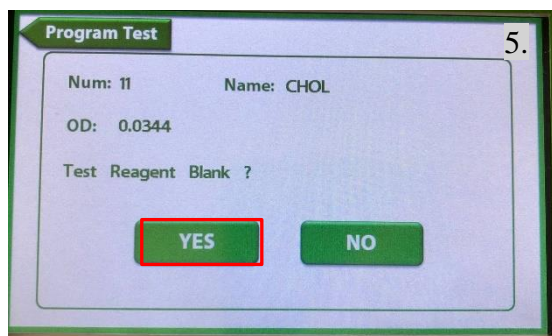 Program Test
5.
Num: 11 Name: CHOL
OD: 0.0344
Test Reagent Blank ?
YES NO